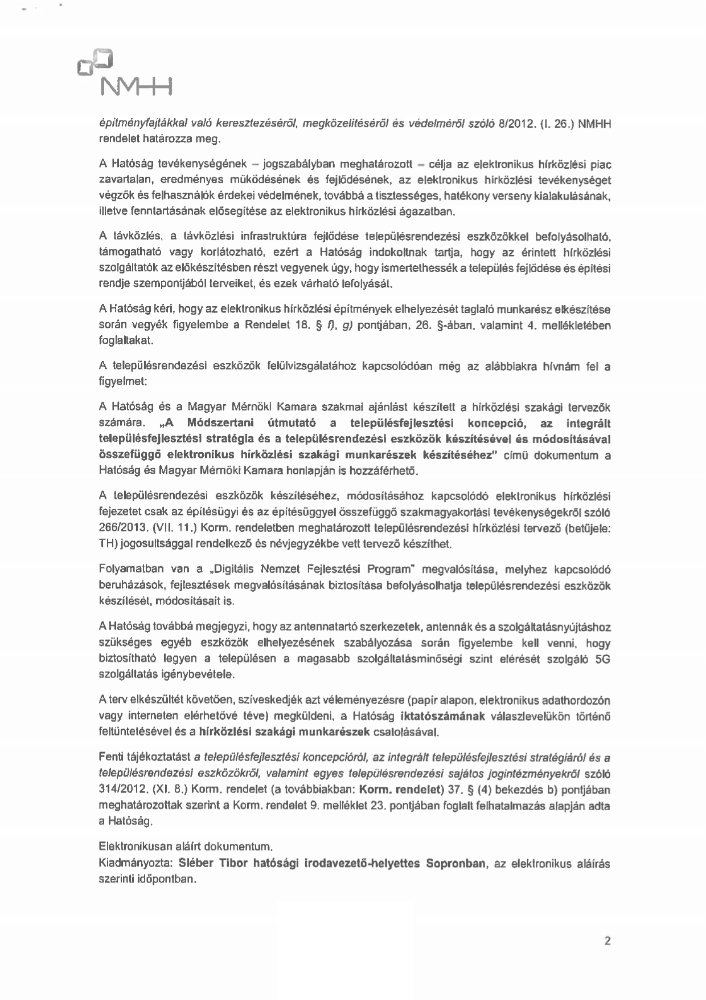 NMHH
építményfajtákkal való keresztezéséről, megközelítéséről és védelméről szóló 8/2012. (I. 26.) NMHH
rendelet határozza meg.
A Hatóság tevékenységének – jogszabályban meghatározott – célja az elektronikus hírközlési piac
zavartalan, eredményes működésének és fejlődésének, az elektronikus hírközlési tevékenységet
végzők és felhasználók érdekei védelmének, továbbá a tisztességes, hatékony verseny kialakulásának,
illetve fenntartásának elősegítése az elektronikus hírközlési ágazatban.
A távközlés, a távközlési infrastruktúra fejlődése településrendezési eszközökkel befolyásolható,
támogatható vagy korlátozható, ezért a Hatóság indokoltnak tartja, hogy az érintett hírközlési
szolgáltatók az előkészítésben részt vegyenek úgy, hogy ismertethessék a település fejlődése és építési
rendje szempontjából terveiket, és ezek várható lefolyását.
A Hatóság kéri, hogy az elektronikus hírközlési építmények elhelyezését taglaló munkarész elkészítése
során vegyék figyelembe a Rendelet 18. § f), g) pontjában, 26. §-ában, valamint 4. mellékletében
foglaltakat.
A településrendezési eszközök felülvizsgálatához kapcsolódóan még az alábbiakra hívnám fel a
figyelmet:
A Hatóság és a Magyar Mérnöki Kamara szakmai ajánlást készített a hírközlési szakági tervezők
számára. „A Módszertani útmutató a településfejlesztési koncepció, az integrált
településfejlesztési stratégia és a településrendezési eszközök készítésével és módosításával
összefüggő elektronikus hírközlési szakági munkarészek készítéséhez" című dokumentum a
Hatóság és Magyar Mérnöki Kamara honlapján is hozzáférhető.
A településrendezési eszközök készítéséhez, módosításához kapcsolódó elektronikus hírközlési
fejezetet csak az építésügyi és az építésüggyel összefüggő szakmagyakorlási tevékenységekről szóló
266/2013. (VII. 11.) Korm. rendeletben meghatározott településrendezési hírközlési tervező (betűjele:
TH) jogosultsággal rendelkező és névjegyzékbe vett tervező készíthet.
Folyamatban van a „Digitális Nemzet Fejlesztési Program" megvalósítása, melyhez kapcsolódó
beruházások, fejlesztések megvalósításának biztosítása befolyásolhatja településrendezési eszközök
készítését, módosításait is.
A Hatóság továbbá megjegyzi, hogy az antennatartó szerkezetek, antennák és a szolgáltatásnyújtáshoz
szükséges egyéb eszközök elhelyezésének szabályozása során figyelembe kell venni, hogy
biztosítható legyen a településen a magasabb szolgáltatásminőségi szint elérését szolgáló 5G
szolgáltatás igénybevétele.
A terv elkészültét követően, szíveskedjék azt véleményezésre (papír alapon, elektronikus adathordozón
vagy interneten elérhetővé téve) megküldeni, a Hatóság iktatószámának válaszlevelükön történő
feltüntetésével és a hírközlési szakági munkarészek csatolásával.
Fenti tájékoztatást a településfejlesztési koncepcióról, az integrált településfejlesztési stratégiáról és a
településrendezési eszközökről, valamint egyes településrendezési sajátos jogintézményekről szóló
314/2012. (XI. 8.) Korm. rendelet (a továbbiakban: Korm. rendelet) 37. § (4) bekezdés b) pontjában
meghatározottak szerint a Korm. rendelet 9. melléklet 23. pontjában foglalt felhatalmazás alapján adta
a Hatóság.
Elektronikusan aláírt dokumentum.
Kiadmányozta: Sléber Tibor hatósági irodavezető-helyettes Sopronban, az elektronikus aláírás
szerinti időpontban.
2